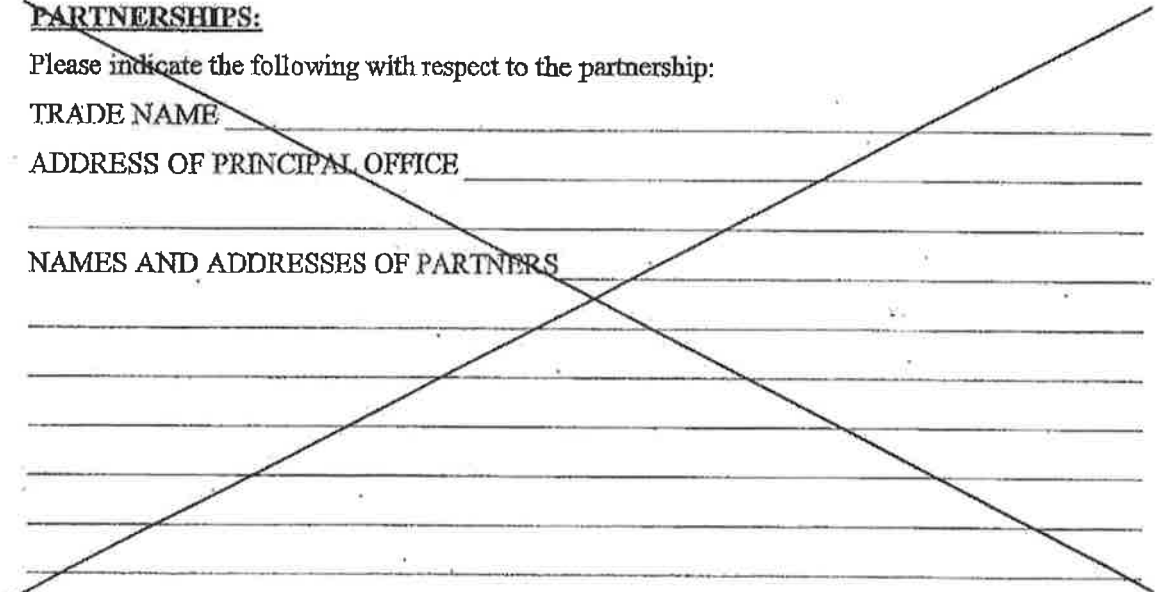 PARTNERSHIPS:
Please indicate the following with respect to the partnership:
TRADE NAME
ADDRESS OF PRINCIPAL OFFICE
NAMES AND ADDRESSES OF PARTNERS